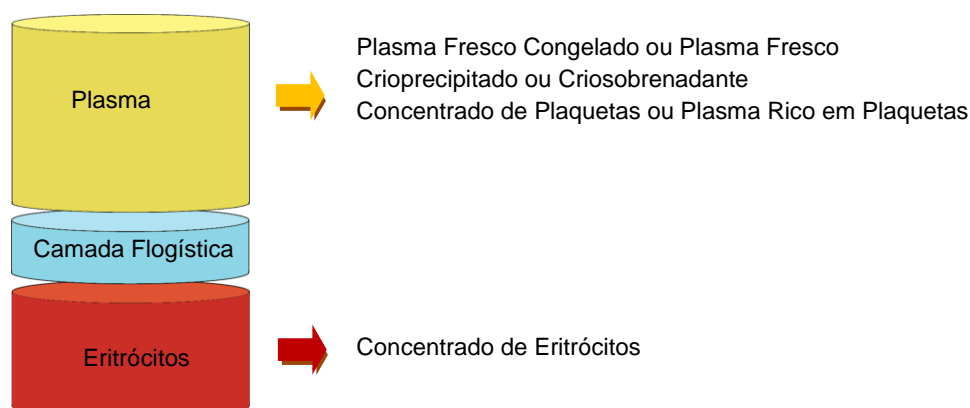 Plasma
Plasma Fresco Congelado ou Plasma Fresco
Crioprecipitado ou Criosobrenadante
Concentrado de Plaquetas ou Plasma Rico em Plaquetas
Camada Flogística
Eritrócitos
Concentrado de Eritrócitos